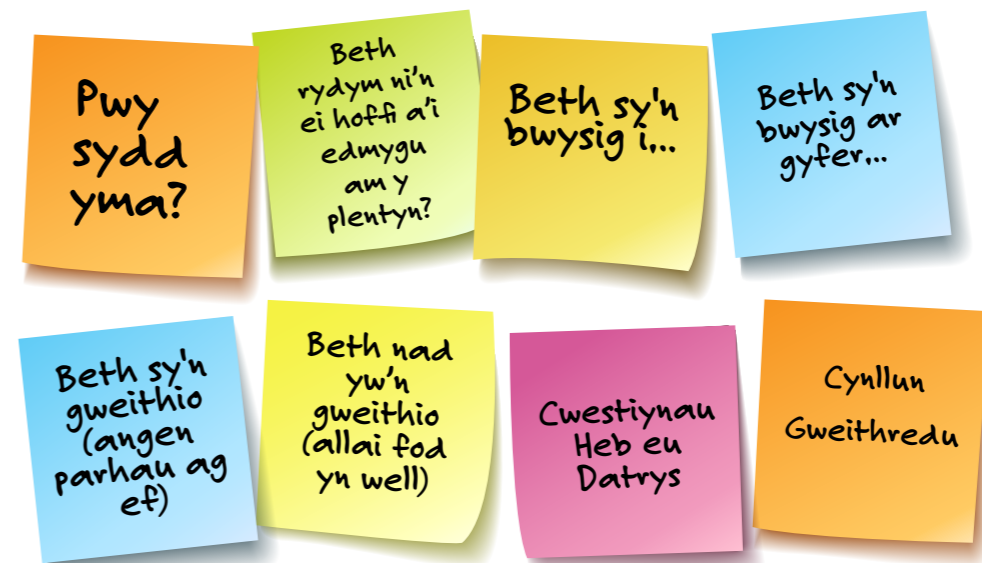 Pwy
sydd
yma?
Beth
rydym ni'n
ei hoffi a'i
edmygu
am y
plentyn?
Beth sy'n
bwysig i,..
Beth sy'n
bwysig ar
gyfer,..
Beth sy'n
gweithio
(angen
parhau ag
ef)
Beth nad
yw'n
gweithio
(allai fod
yn well)
Cwestiynau
Heb eu
Datrys
Cynllun
Gweithredu